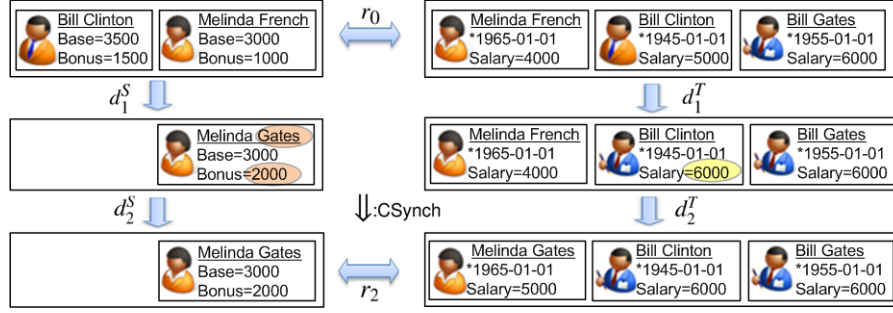 Bill Clinton
Base=3500
Bonus=1500
Melinda French
Base=3000
Bonus=1000
r0
Melinda French
*1965-01-01
Salary=4000
Bill Clinton
*1945-01-01
Salary=5000
Bill Gates
*1955-01-01
Salary=6000
d1S
d1T
Melinda Gates
Base=3000
Bonus=2000
Melinda French
*1965-01-01
Salary=4000
Bill Clinton
*1945-01-01
Salary=6000
Bill Gates
*1955-01-01
Salary=6000
d2S
⇓:CSynch
d2T
Melinda Gates
Base=3000
Bonus=2000
r2
Melinda Gates
*1965-01-01
Salary=5000
Bill Clinton
*1945-01-01
Salary=6000
Bill Gates
*1955-01-01
Salary=6000